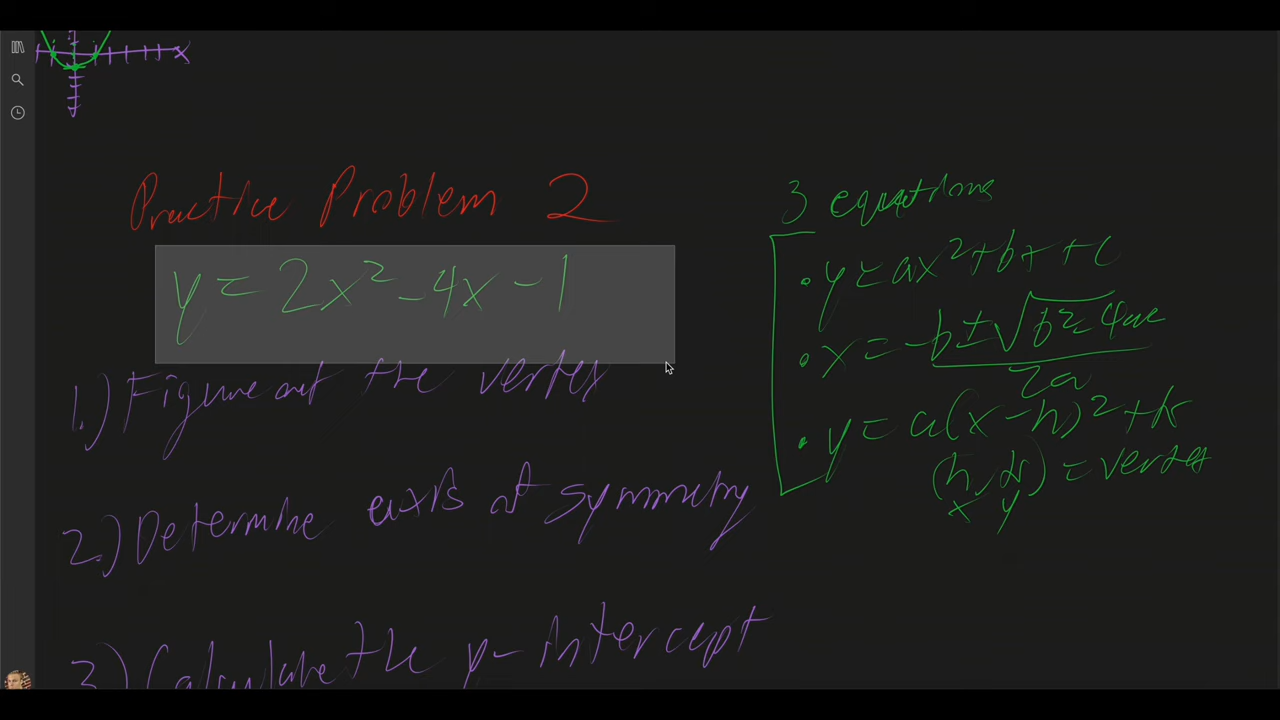 x
Practice Problem 2
y = 2x² - 4x - 1
1.) Figure out the vertex
2.) Determine axis of symmetry
3.) Calculate the y-intercept
3 equations
• y = ax² + bx + c
• x = -b ± √b² - 4ac / 2a
• y = a(x - h)² + k
(h, k) = vertex
x y